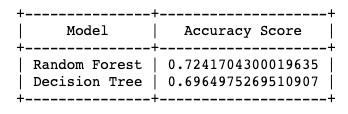 +---------------+--------------------+
|     Model     |   Accuracy Score   |
+---------------+--------------------+
| Random Forest | 0.7241704300019635 |
| Decision Tree | 0.6964975269510907 |
+---------------+--------------------+